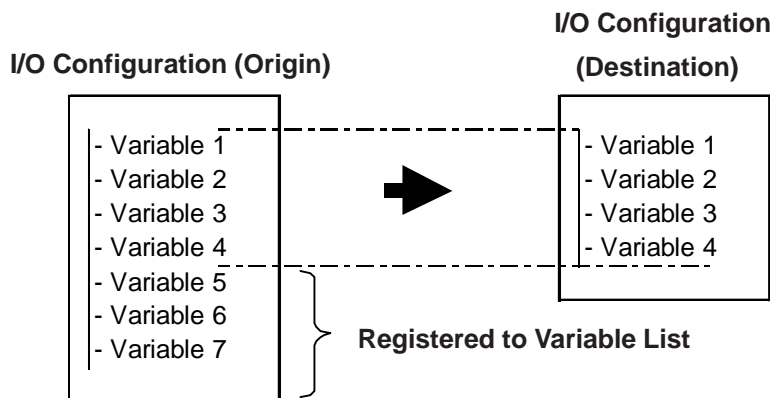 I/O Configuration (Origin)
- Variable 1
- Variable 2
- Variable 3
- Variable 4
- Variable 5
- Variable 6
- Variable 7
I/O Configuration
(Destination)
- Variable 1
- Variable 2
- Variable 3
- Variable 4
Registered to Variable List